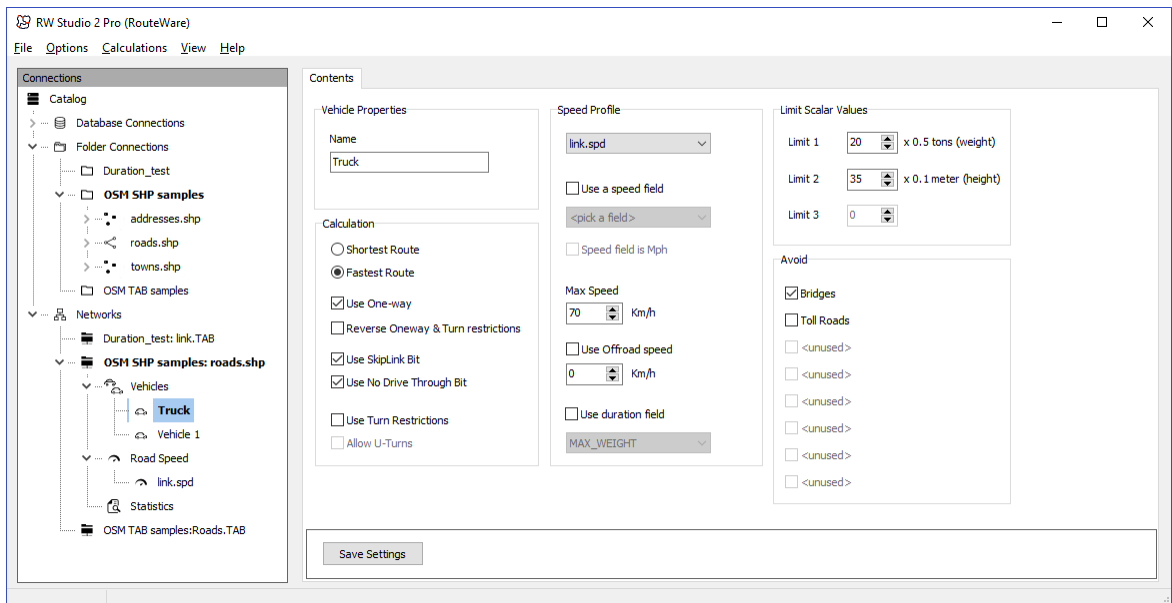 RW Studio 2 Pro (RouteWare)
File Options Calculations View Help
Connections
Catalog
Database Connections
Folder Connections
Duration_test
OSM SHP samples
addresses.shp
roads.shp
towns.shp
OSM TAB samples
Networks
Duration_test: link.TAB
OSM SHP samples: roads.shp
Vehicles
Truck
Vehicle 1
Road Speed
link.spd
Statistics
OSM TAB samples:Roads.TAB
Contents
Vehicle Properties
Name
Truck
Calculation
Shortest Route
Fastest Route
Use One-way
Reverse Oneway & Turn restrictions
Use SkipLink Bit
Use No Drive Through Bit
Use Turn Restrictions
Allow U-Turns
Speed Profile
link.spd
Use a speed field
<pick a field>
Speed field is Mph
Max Speed
70 Km/h
Use Offroad speed
0 Km/h
Use duration field
MAX_WEIGHT
Limit Scalar Values
Limit 1 20 x 0.5 tons (weight)
Limit 2 35 x 0.1 meter (height)
Limit 3 0
Avoid
Bridges
Toll Roads
<unused>
<unused>
<unused>
<unused>
<unused>
<unused>
Save Settings